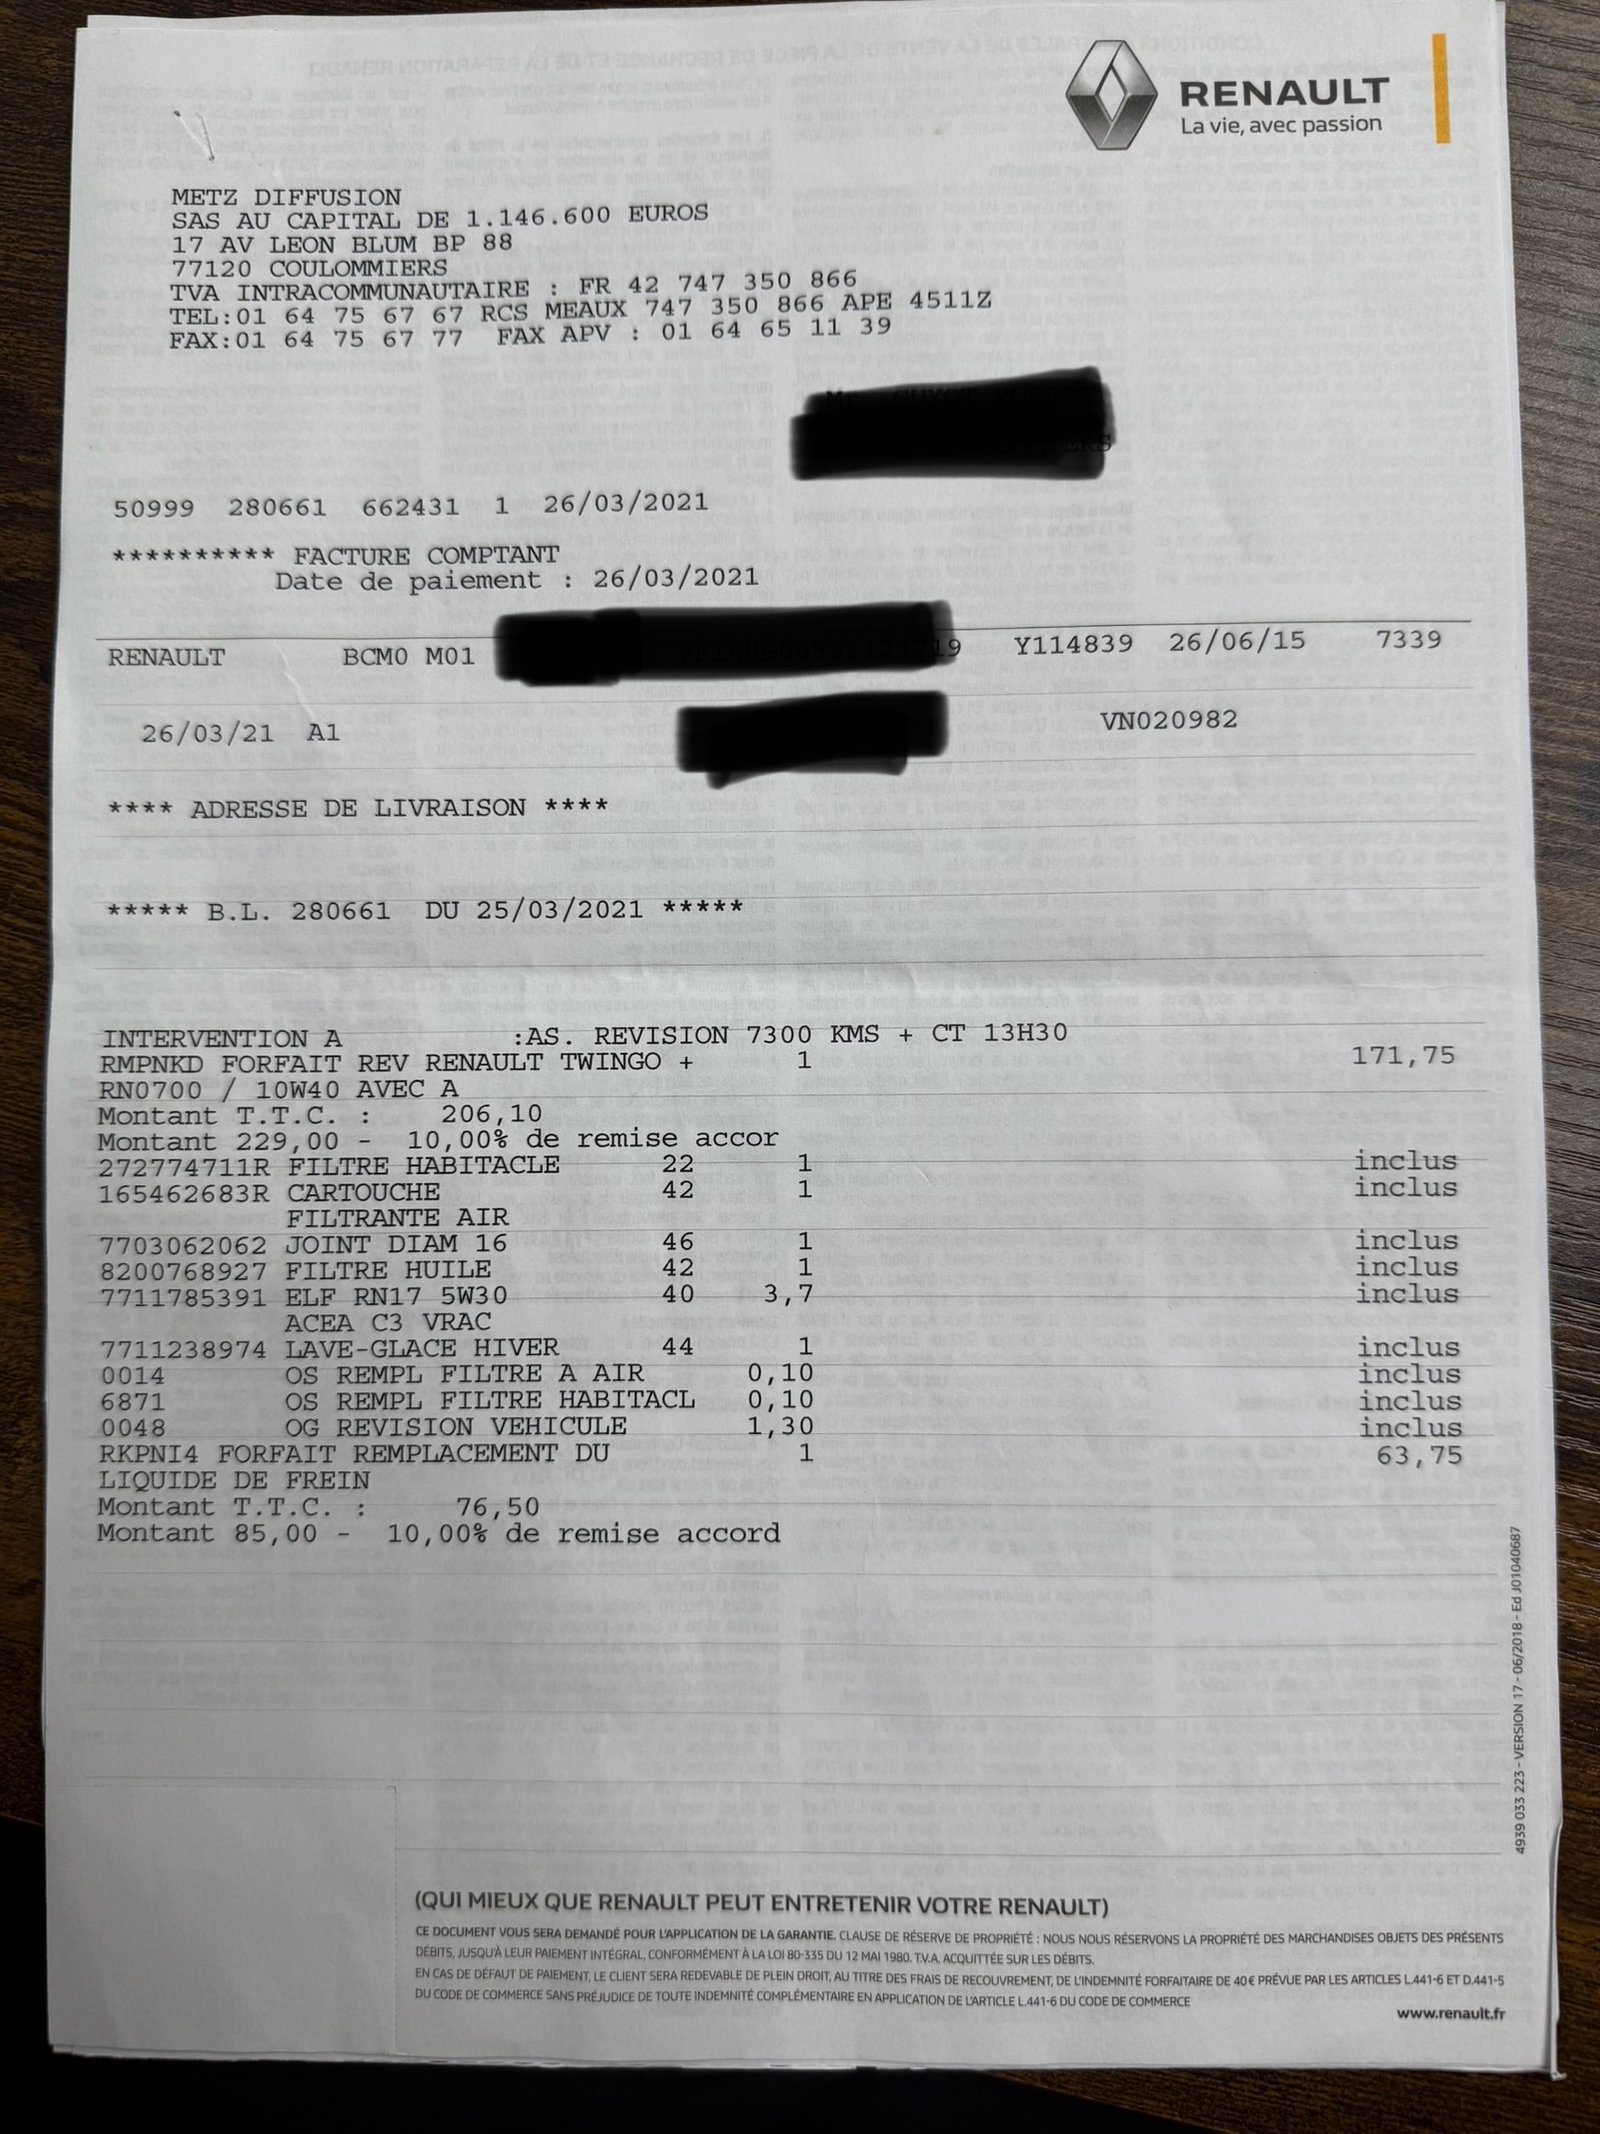 RENAULT
La vie, avec passion
METZ DIFFUSION
SAS AU CAPITAL DE 1.146.600 EUROS
17 AV LEON BLUM BP 88
77120 COULOMMIERS
TVA INTRACOMMUNAUTAIRE : FR 42 747 350 866
TEL:01 64 75 67 67 RCS MEAUX 747 350 866 APE 4511Z
FAX:01 64 75 67 77 FAX APV : 01 64 65 11 39
50999 280661 662431 1 26/03/2021
********** FACTURE COMPTANT
Date de paiement : 26/03/2021
RENAULT BCM0 M01 Y114839 26/06/15 7339
26/03/21 A1 VN020982
**** ADRESSE DE LIVRAISON ****
***** B.L. 280661 DU 25/03/2021 *****
INTERVENTION A :AS. REVISION 7300 KMS + CT 13H30
RMPNKD FORFAIT REV RENAULT TWINGO + 1 171,75
RN0700 / 10W40 AVEC A
Montant T.T.C. : 206,10
Montant 229,00 - 10,00% de remise accor
272774711R FILTRE HABITACLE 22 1 inclus
165462683R CARTOUCHE 42 1 inclus
FILTRANTE AIR
7703062062 JOINT DIAM 16 46 1 inclus
8200768927 FILTRE HUILE 42 1 inclus
7711785391 ELF RN17 5W30 40 3,7 inclus
ACEA C3 VRAC
7711238974 LAVE-GLACE HIVER 44 1 inclus
0014 OS REMPL FILTRE A AIR 0,10 inclus
6871 OS REMPL FILTRE HABITACL 0,10 inclus
0048 OG REVISION VEHICULE 1,30 inclus
RKPNI4 FORFAIT REMPLACEMENT DU 1 63,75
LIQUIDE DE FREIN
Montant T.T.C. : 76,50
Montant 85,00 - 10,00% de remise accord
4939 033 223 - VERSION 17 - 06/2018 - Ed J01040687
(QUI MIEUX QUE RENAULT PEUT ENTRETENIR VOTRE RENAULT)
CE DOCUMENT VOUS SERA DEMANDÉ POUR L'APPLICATION DE LA GARANTIE. CLAUSE DE RÉSERVE DE PROPRIÉTÉ : NOUS NOUS RÉSERVONS LA PROPRIÉTÉ DES MARCHANDISES OBJETS DES PRÉSENTS
DÉBITS, JUSQU'À LEUR PAIEMENT INTÉGRAL, CONFORMÉMENT À LA LOI 80-335 DU 12 MAI 1980. T.V.A. ACQUITTÉE SUR LES DÉBITS.
EN CAS DE DÉFAUT DE PAIEMENT, LE CLIENT SERA REDEVABLE DE PLEIN DROIT, AU TITRE DES FRAIS DE RECOUVREMENT, DE L'INDEMNITÉ FORFAITAIRE DE 40€ PRÉVUE PAR LES ARTICLES L.441-6 ET D.441-5
DU CODE DE COMMERCE SANS PRÉJUDICE DE TOUTE INDEMNITÉ COMPLÉMENTAIRE EN APPLICATION DE L'ARTICLE L.441-6 DU CODE DE COMMERCE
www.renault.fr